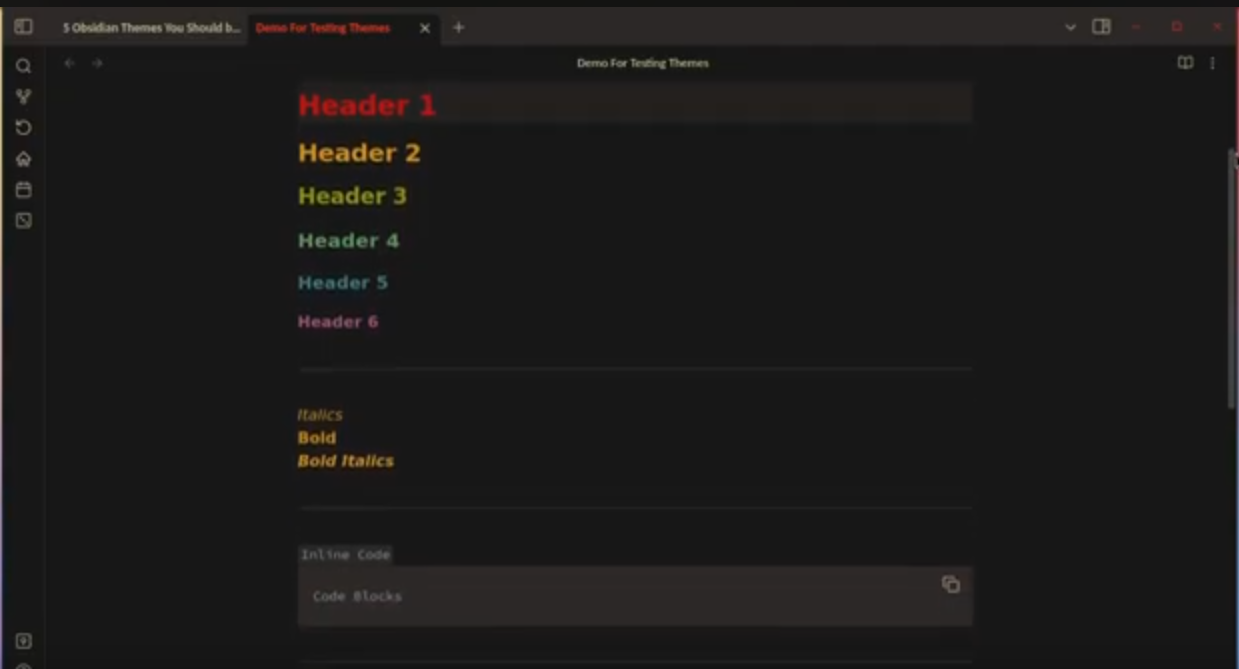 5 Obsidian Themes You Should b...
Demo For Testing Themes
Demo For Testing Themes
Header 1
Header 2
Header 3
Header 4
Header 5
Header 6
Italics
Bold
Bold Italics
Inline Code
Code Blocks